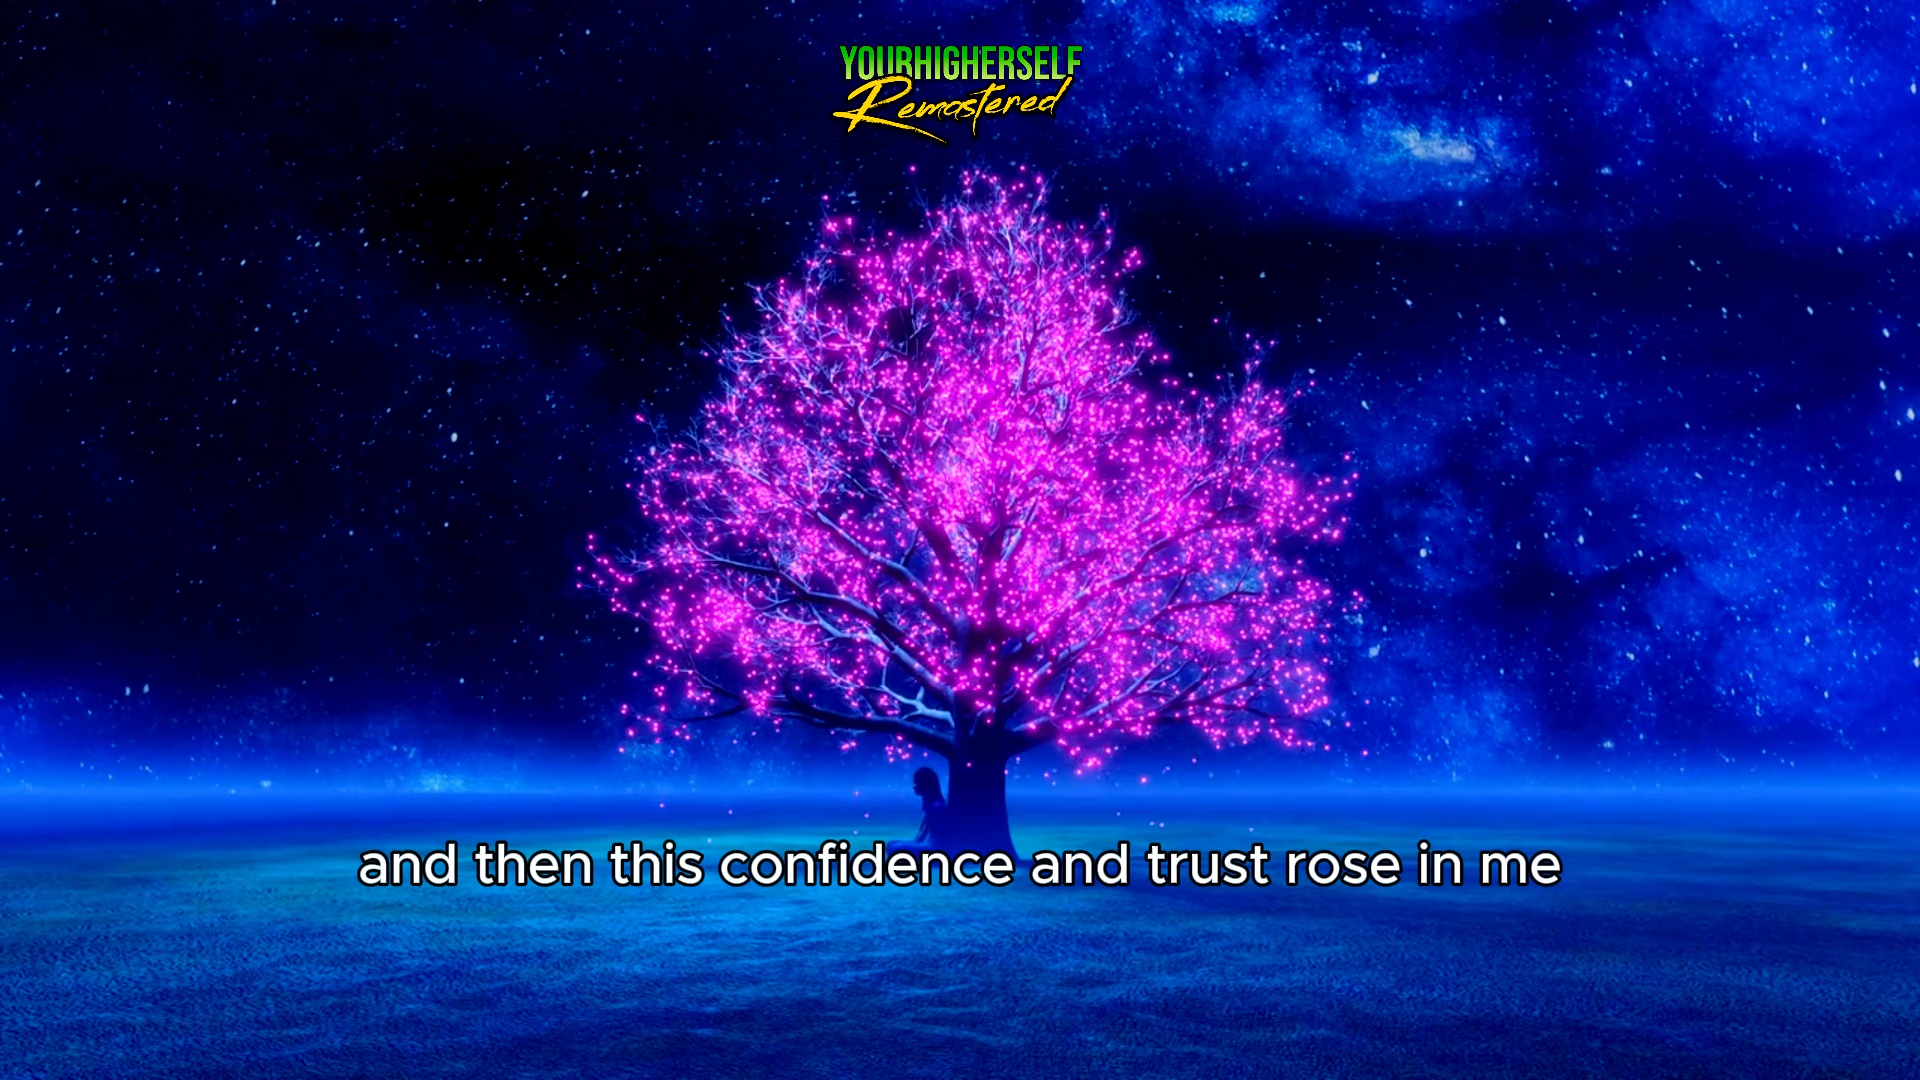 YOURHIGHERSELF
Remastered
and then this confidence and trust rose in me